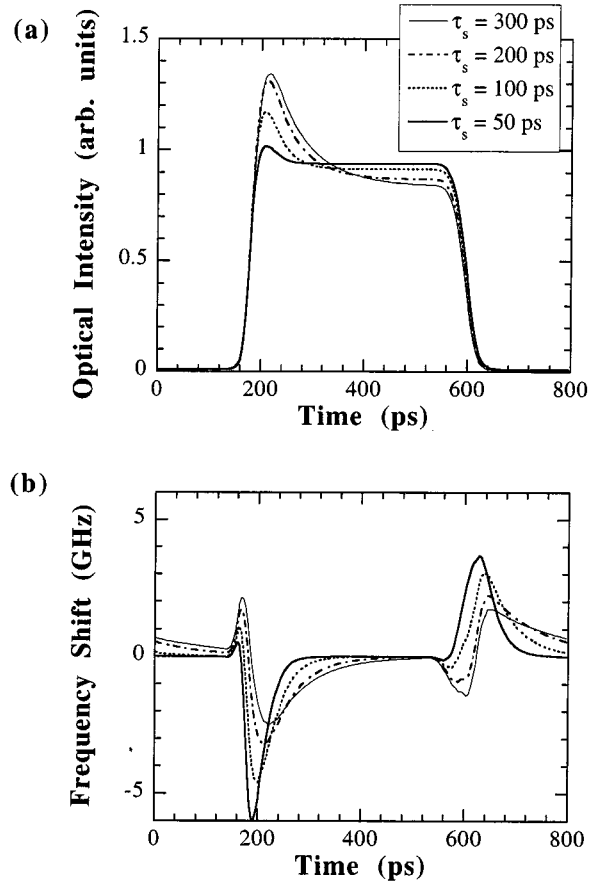 (a)
τs = 300 ps
τs = 200 ps
τs = 100 ps
τs = 50 ps
Optical Intensity (arb. units)
1.5
1
0.5
0
0 200 400 600 800
Time (ps)
(b)
Frequency Shift (GHz)
5
0
-5
0 200 400 600 800
Time (ps)